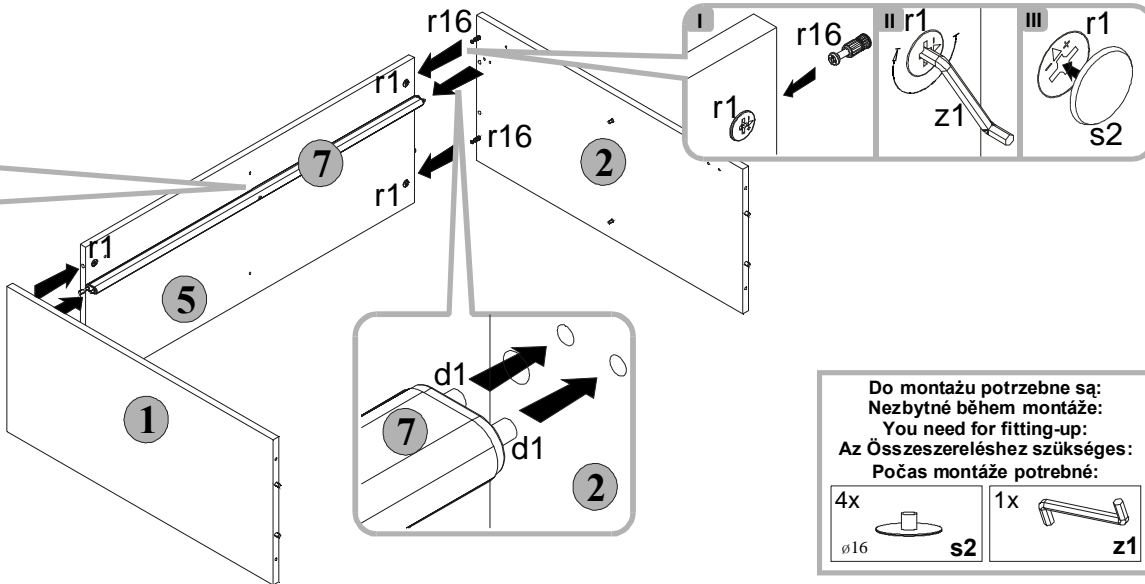 r16
r1
7
r16
r1
2
r1
5
1
I
r16
r1
II
r1
z1
III
r1
s2
d1
7
d1
2
Do montażu potrzebne są:
Nezbytné během montáže:
You need for fitting-up:
Az Összeszereléshez szükséges:
Počas montáže potrebné:
4x
ø16
s2
1x
z1